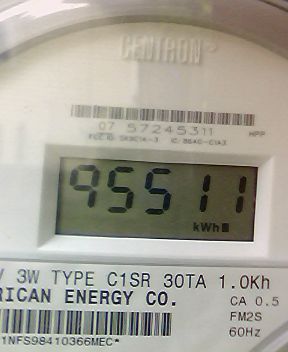 CENTRON®
07 57245311 HPP
95511
kWh
V 3W TYPE C1SR 30TA 1.0Kh
RICAN ENERGY CO. CA 0.5
FM2S
60Hz
1NFS98410366MEC*